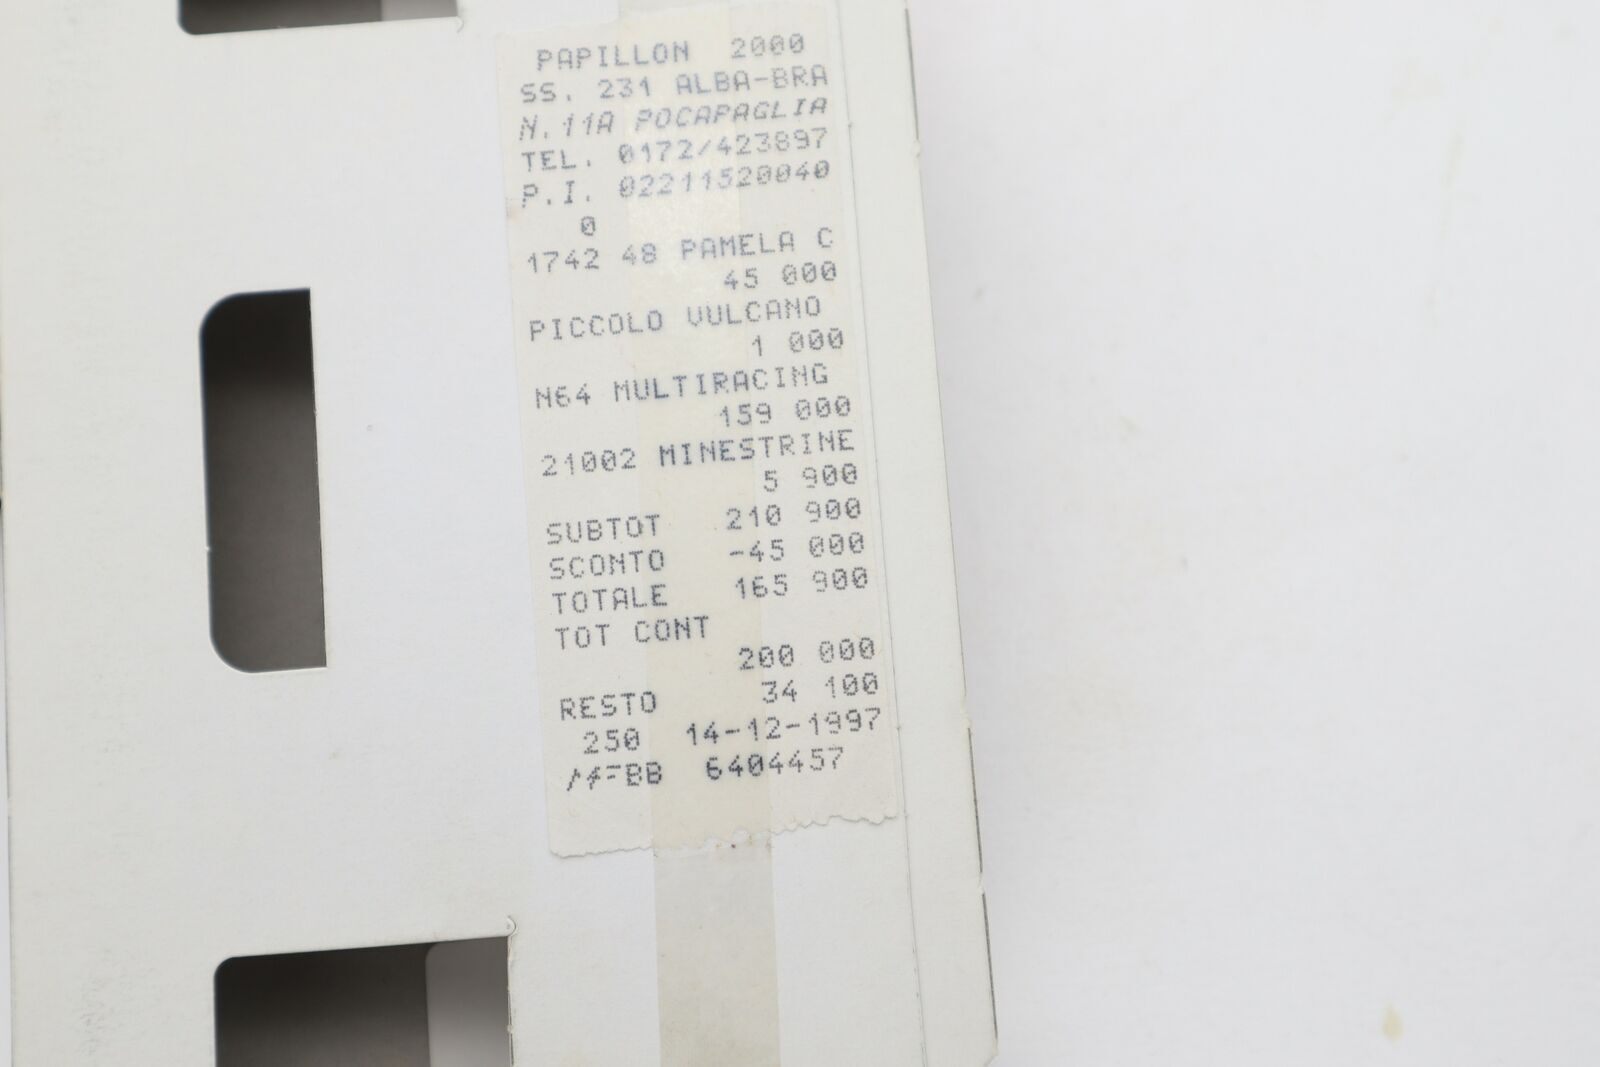 PAPILLON 2000
SS. 231 ALBA-BRA
N.11A POCAPAGLIA
TEL. 0172/423897
P.I. 02211520040
0
1742 48 PAMELA C
45 000
PICCOLO VULCANO
1 000
N64 MULTIRACING
159 000
21002 MINESTRINE
5 900
SUBTOT 210 900
SCONTO -45 000
TOTALE 165 900
TOT CONT
200 000
RESTO 34 100
250 14-12-1997
BB 6404457